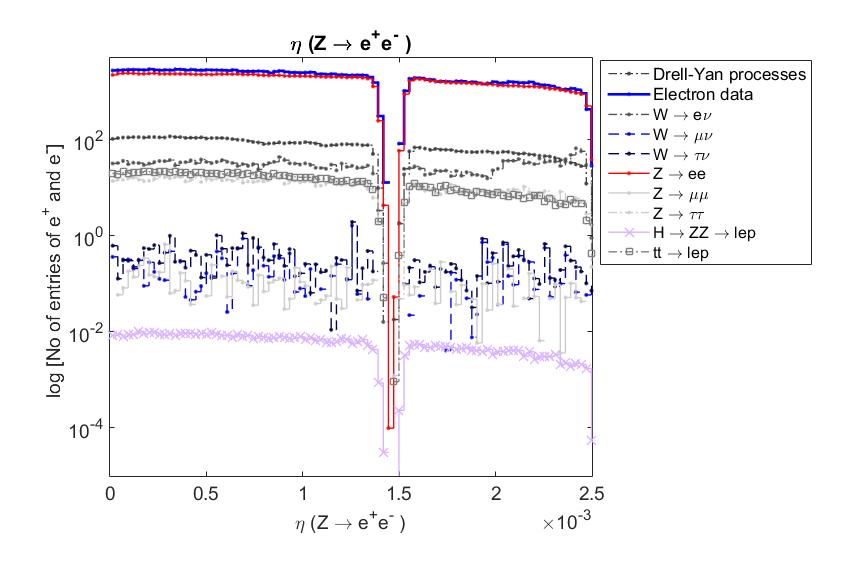 η (Z → e⁺e⁻ )
log [No of entries of e⁺ and e⁻]
10²
10⁰
10⁻²
10⁻⁴
0 0.5 1 1.5 2 2.5
×10⁻³
η (Z → e⁺e⁻ )
Drell-Yan processes
Electron data
W → eν
W → μν
W → τν
Z → ee
Z → μμ
Z → ττ
H → ZZ → lep
tt → lep